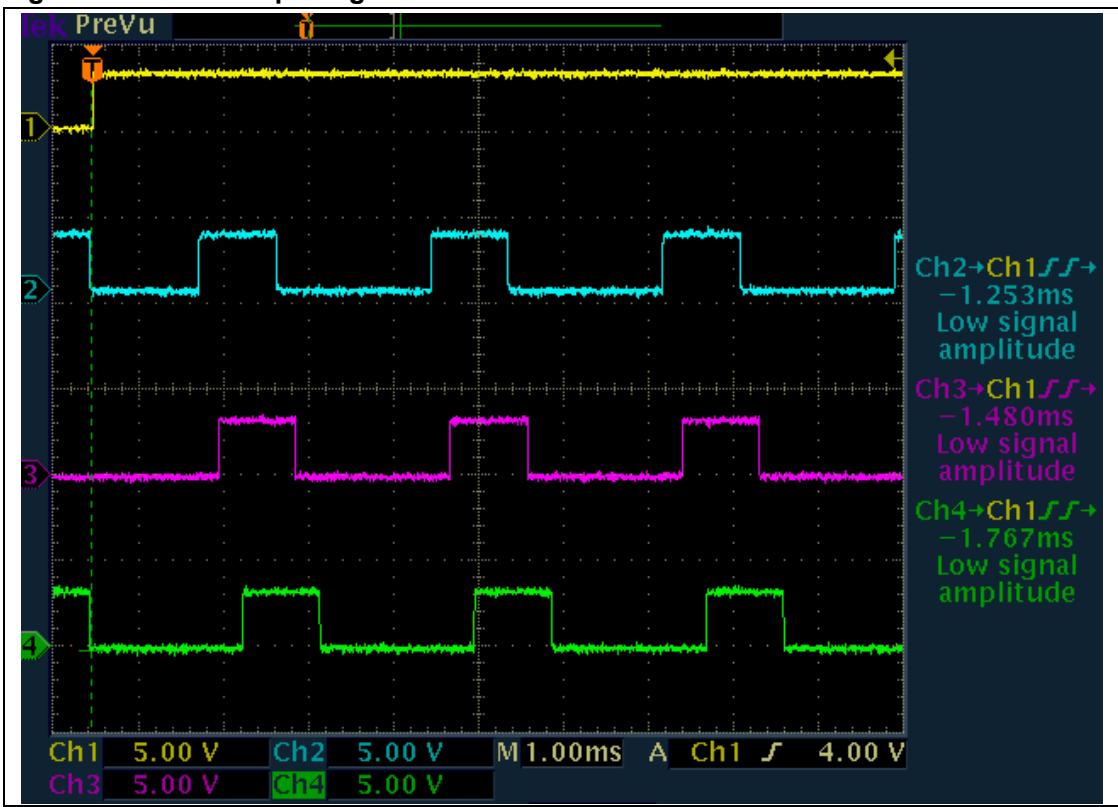 Tek PreVu
T
T
1
2
3
4
Ch2→Ch1
−1.253ms
Low signal
amplitude
Ch3→Ch1
−1.480ms
Low signal
amplitude
Ch4→Ch1
−1.767ms
Low signal
amplitude
Ch1 5.00 V Ch2 5.00 V M 1.00ms A Ch1 4.00 V
Ch3 5.00 V Ch4 5.00 V